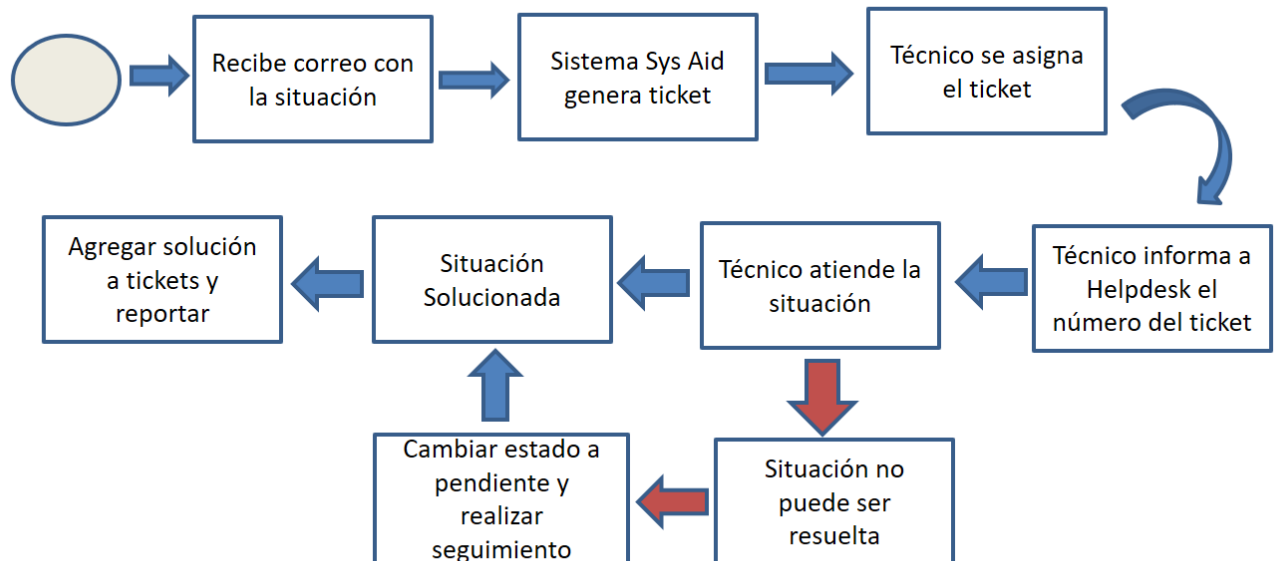 Recibe correo con
la situación
Sistema Sys Aid
genera ticket
Técnico se asigna
el ticket
Técnico informa a
Helpdesk el
número del ticket
Técnico atiende la
situación
Situación
Solucionada
Agregar solución
a tickets y
reportar
Situación no
puede ser
resuelta
Cambiar estado a
pendiente y
realizar
seguimiento